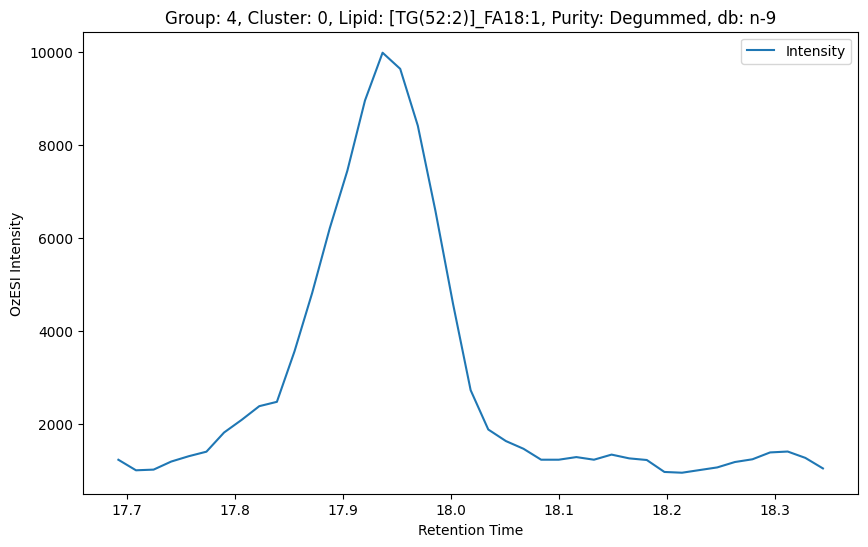 Group: 4, Cluster: 0, Lipid: [TG(52:2)]_FA18:1, Purity: Degummed, db: n-9
Intensity
10000
8000
6000
4000
2000
OzESI Intensity
17.7 17.8 17.9 18.0 18.1 18.2 18.3
Retention Time